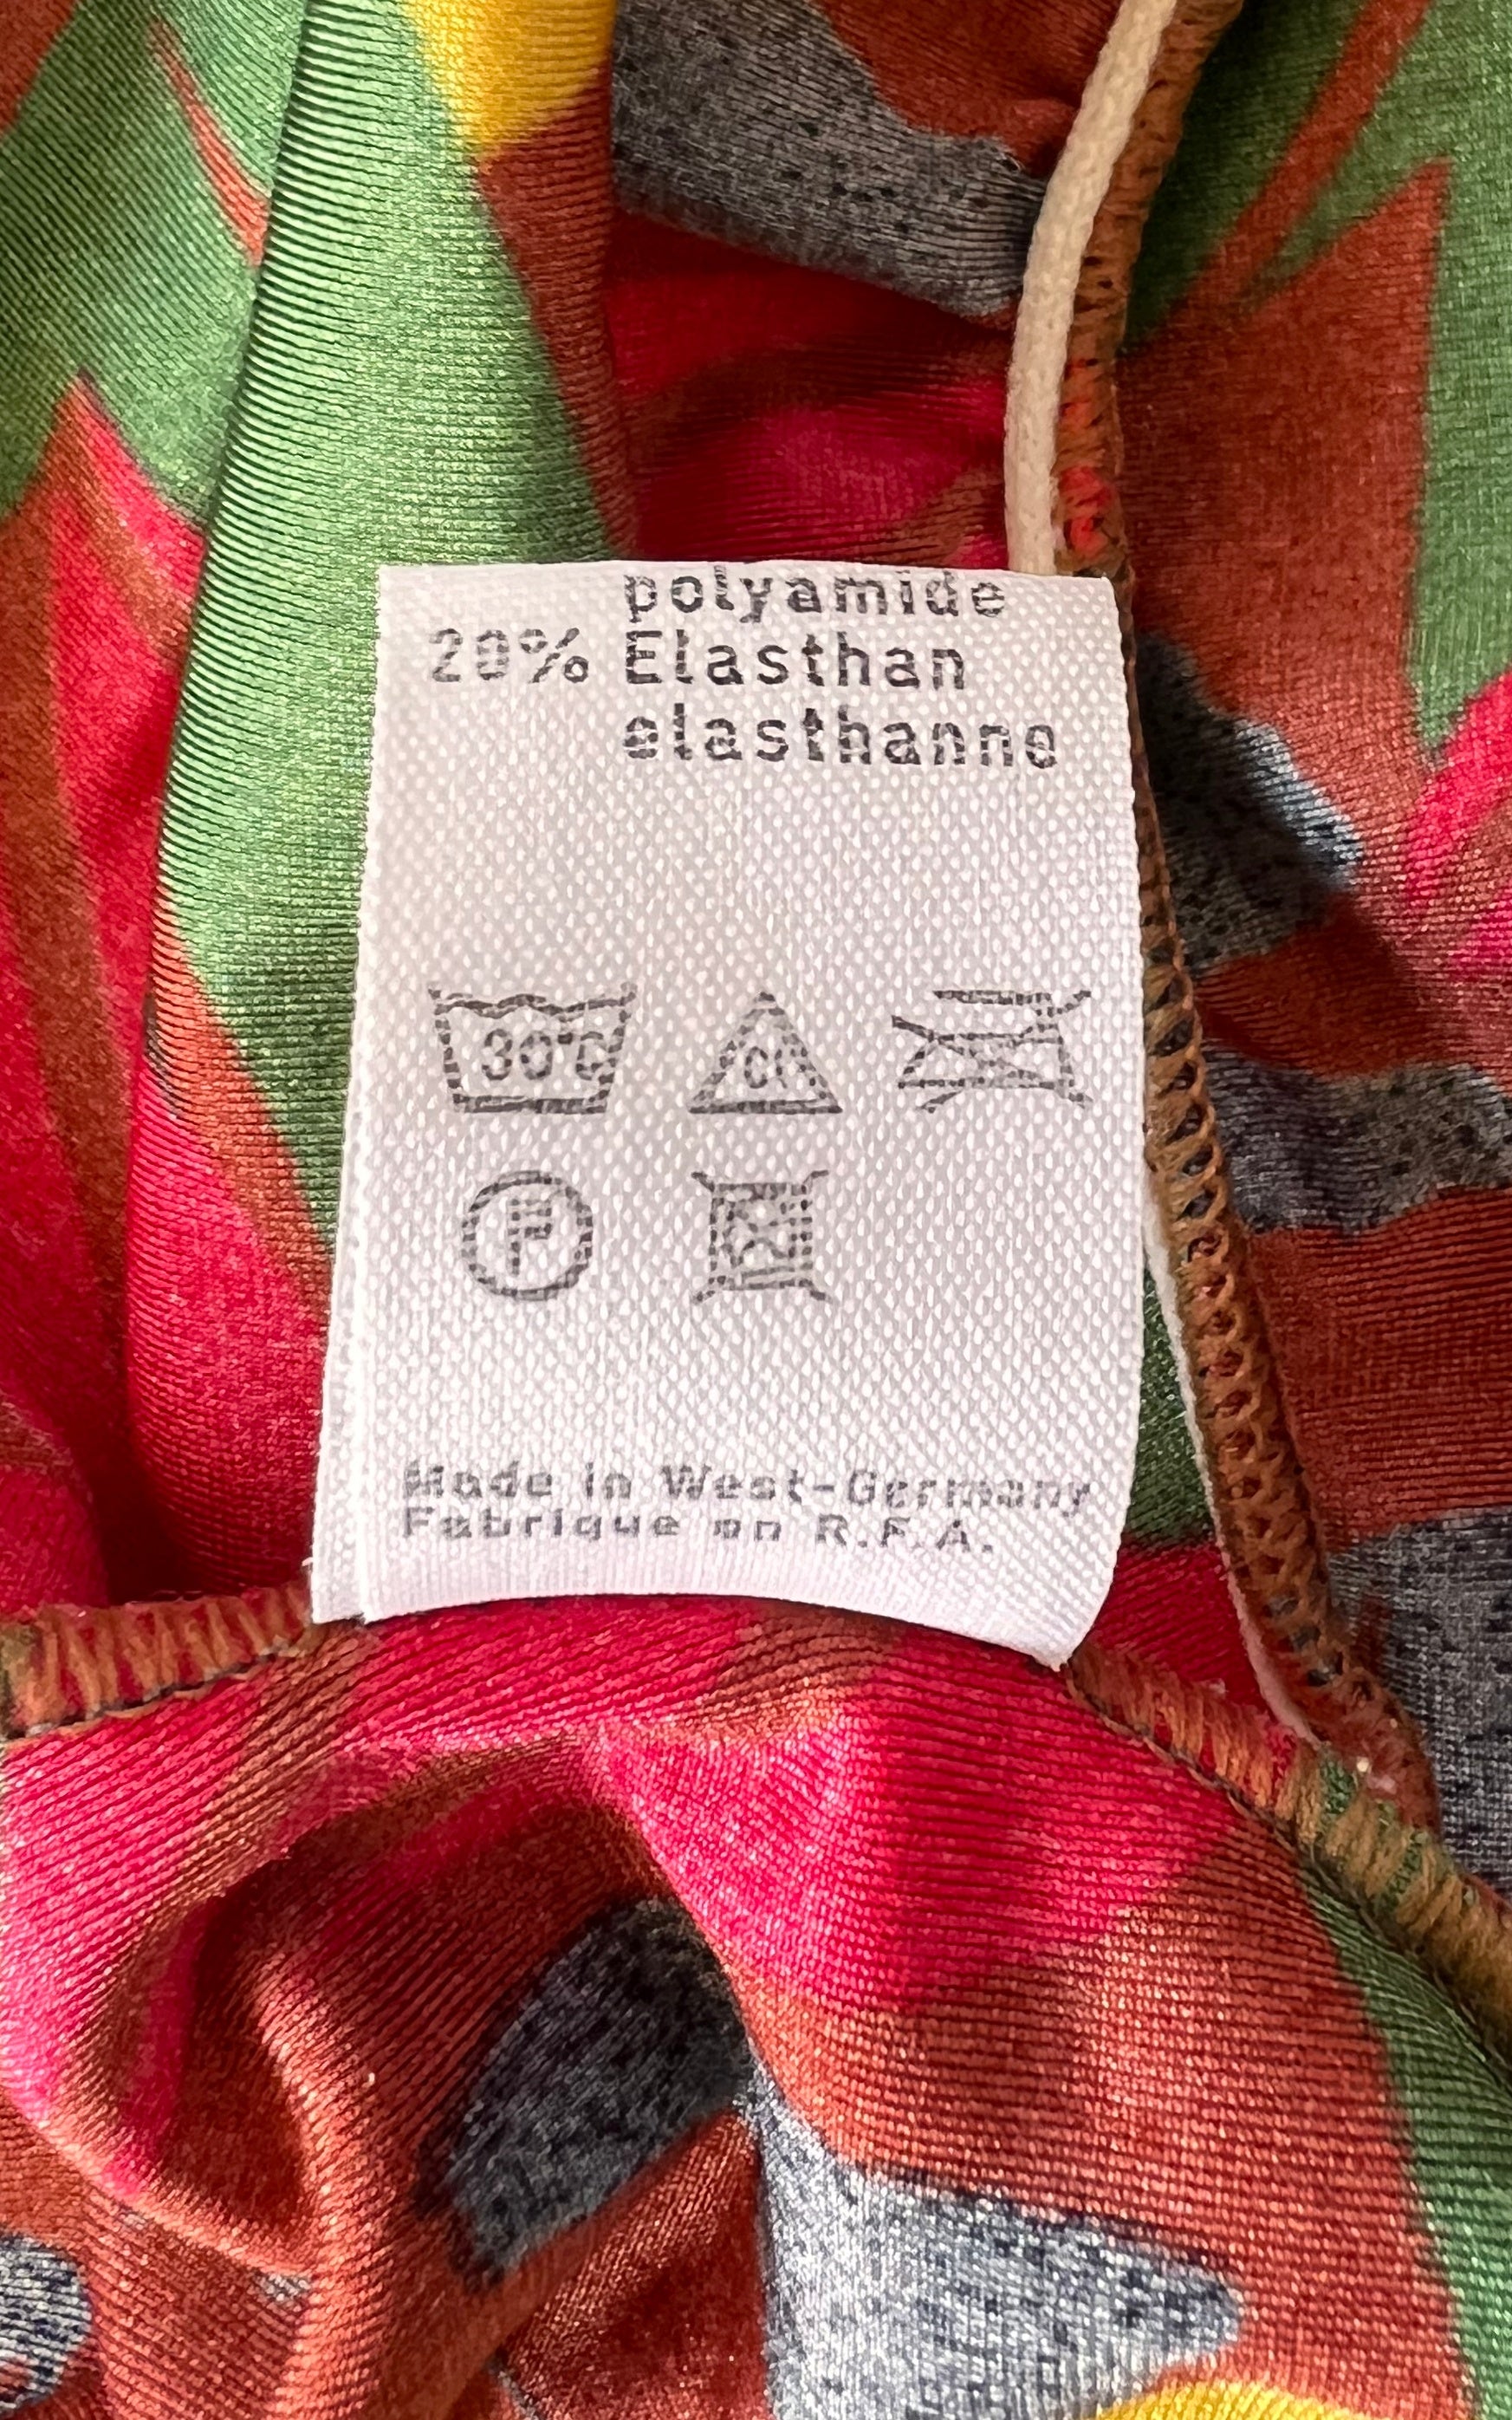 polyamide
20% Elasthan
elasthanne
30°C
Cl
F
Made in West-Germany
Fabrique en R.F.A.